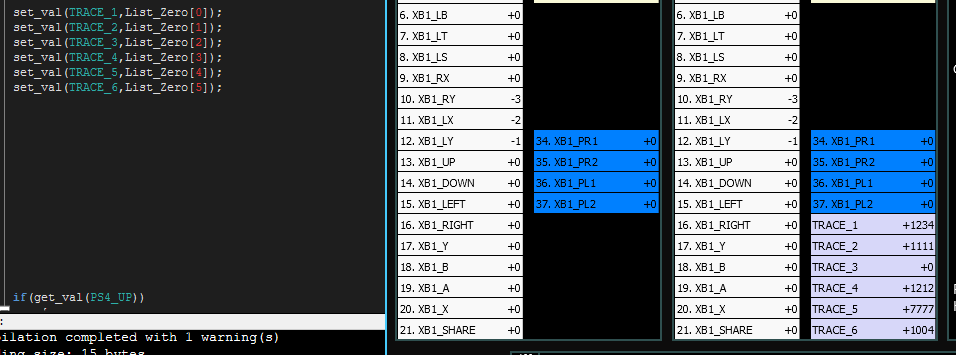 set_val(TRACE_1,List_Zero[0]);
set_val(TRACE_2,List_Zero[1]);
set_val(TRACE_3,List_Zero[2]);
set_val(TRACE_4,List_Zero[3]);
set_val(TRACE_5,List_Zero[4]);
set_val(TRACE_6,List_Zero[5]);
if(get_val(PS4_UP))
:
ilation completed with 1 warning(s)
ing size: 15 bytes
6. XB1_LB +0
7. XB1_LT +0
8. XB1_LS +0
9. XB1_RX +0
10. XB1_RY -3
11. XB1_LX -2
12. XB1_LY -1
13. XB1_UP +0
14. XB1_DOWN +0
15. XB1_LEFT +0
16. XB1_RIGHT +0
17. XB1_Y +0
18. XB1_B +0
19. XB1_A +0
20. XB1_X +0
21. XB1_SHARE +0
34. XB1_PR1 +0
35. XB1_PR2 +0
36. XB1_PL1 +0
37. XB1_PL2 +0
6. XB1_LB +0
7. XB1_LT +0
8. XB1_LS +0
9. XB1_RX +0
10. XB1_RY -3
11. XB1_LX -2
12. XB1_LY -1
13. XB1_UP +0
14. XB1_DOWN +0
15. XB1_LEFT +0
16. XB1_RIGHT +0
17. XB1_Y +0
18. XB1_B +0
19. XB1_A +0
20. XB1_X +0
21. XB1_SHARE +0
34. XB1_PR1 +0
35. XB1_PR2 +0
36. XB1_PL1 +0
37. XB1_PL2 +0
TRACE_1 +1234
TRACE_2 +1111
TRACE_3 +0
TRACE_4 +1212
TRACE_5 +7777
TRACE_6 +1004